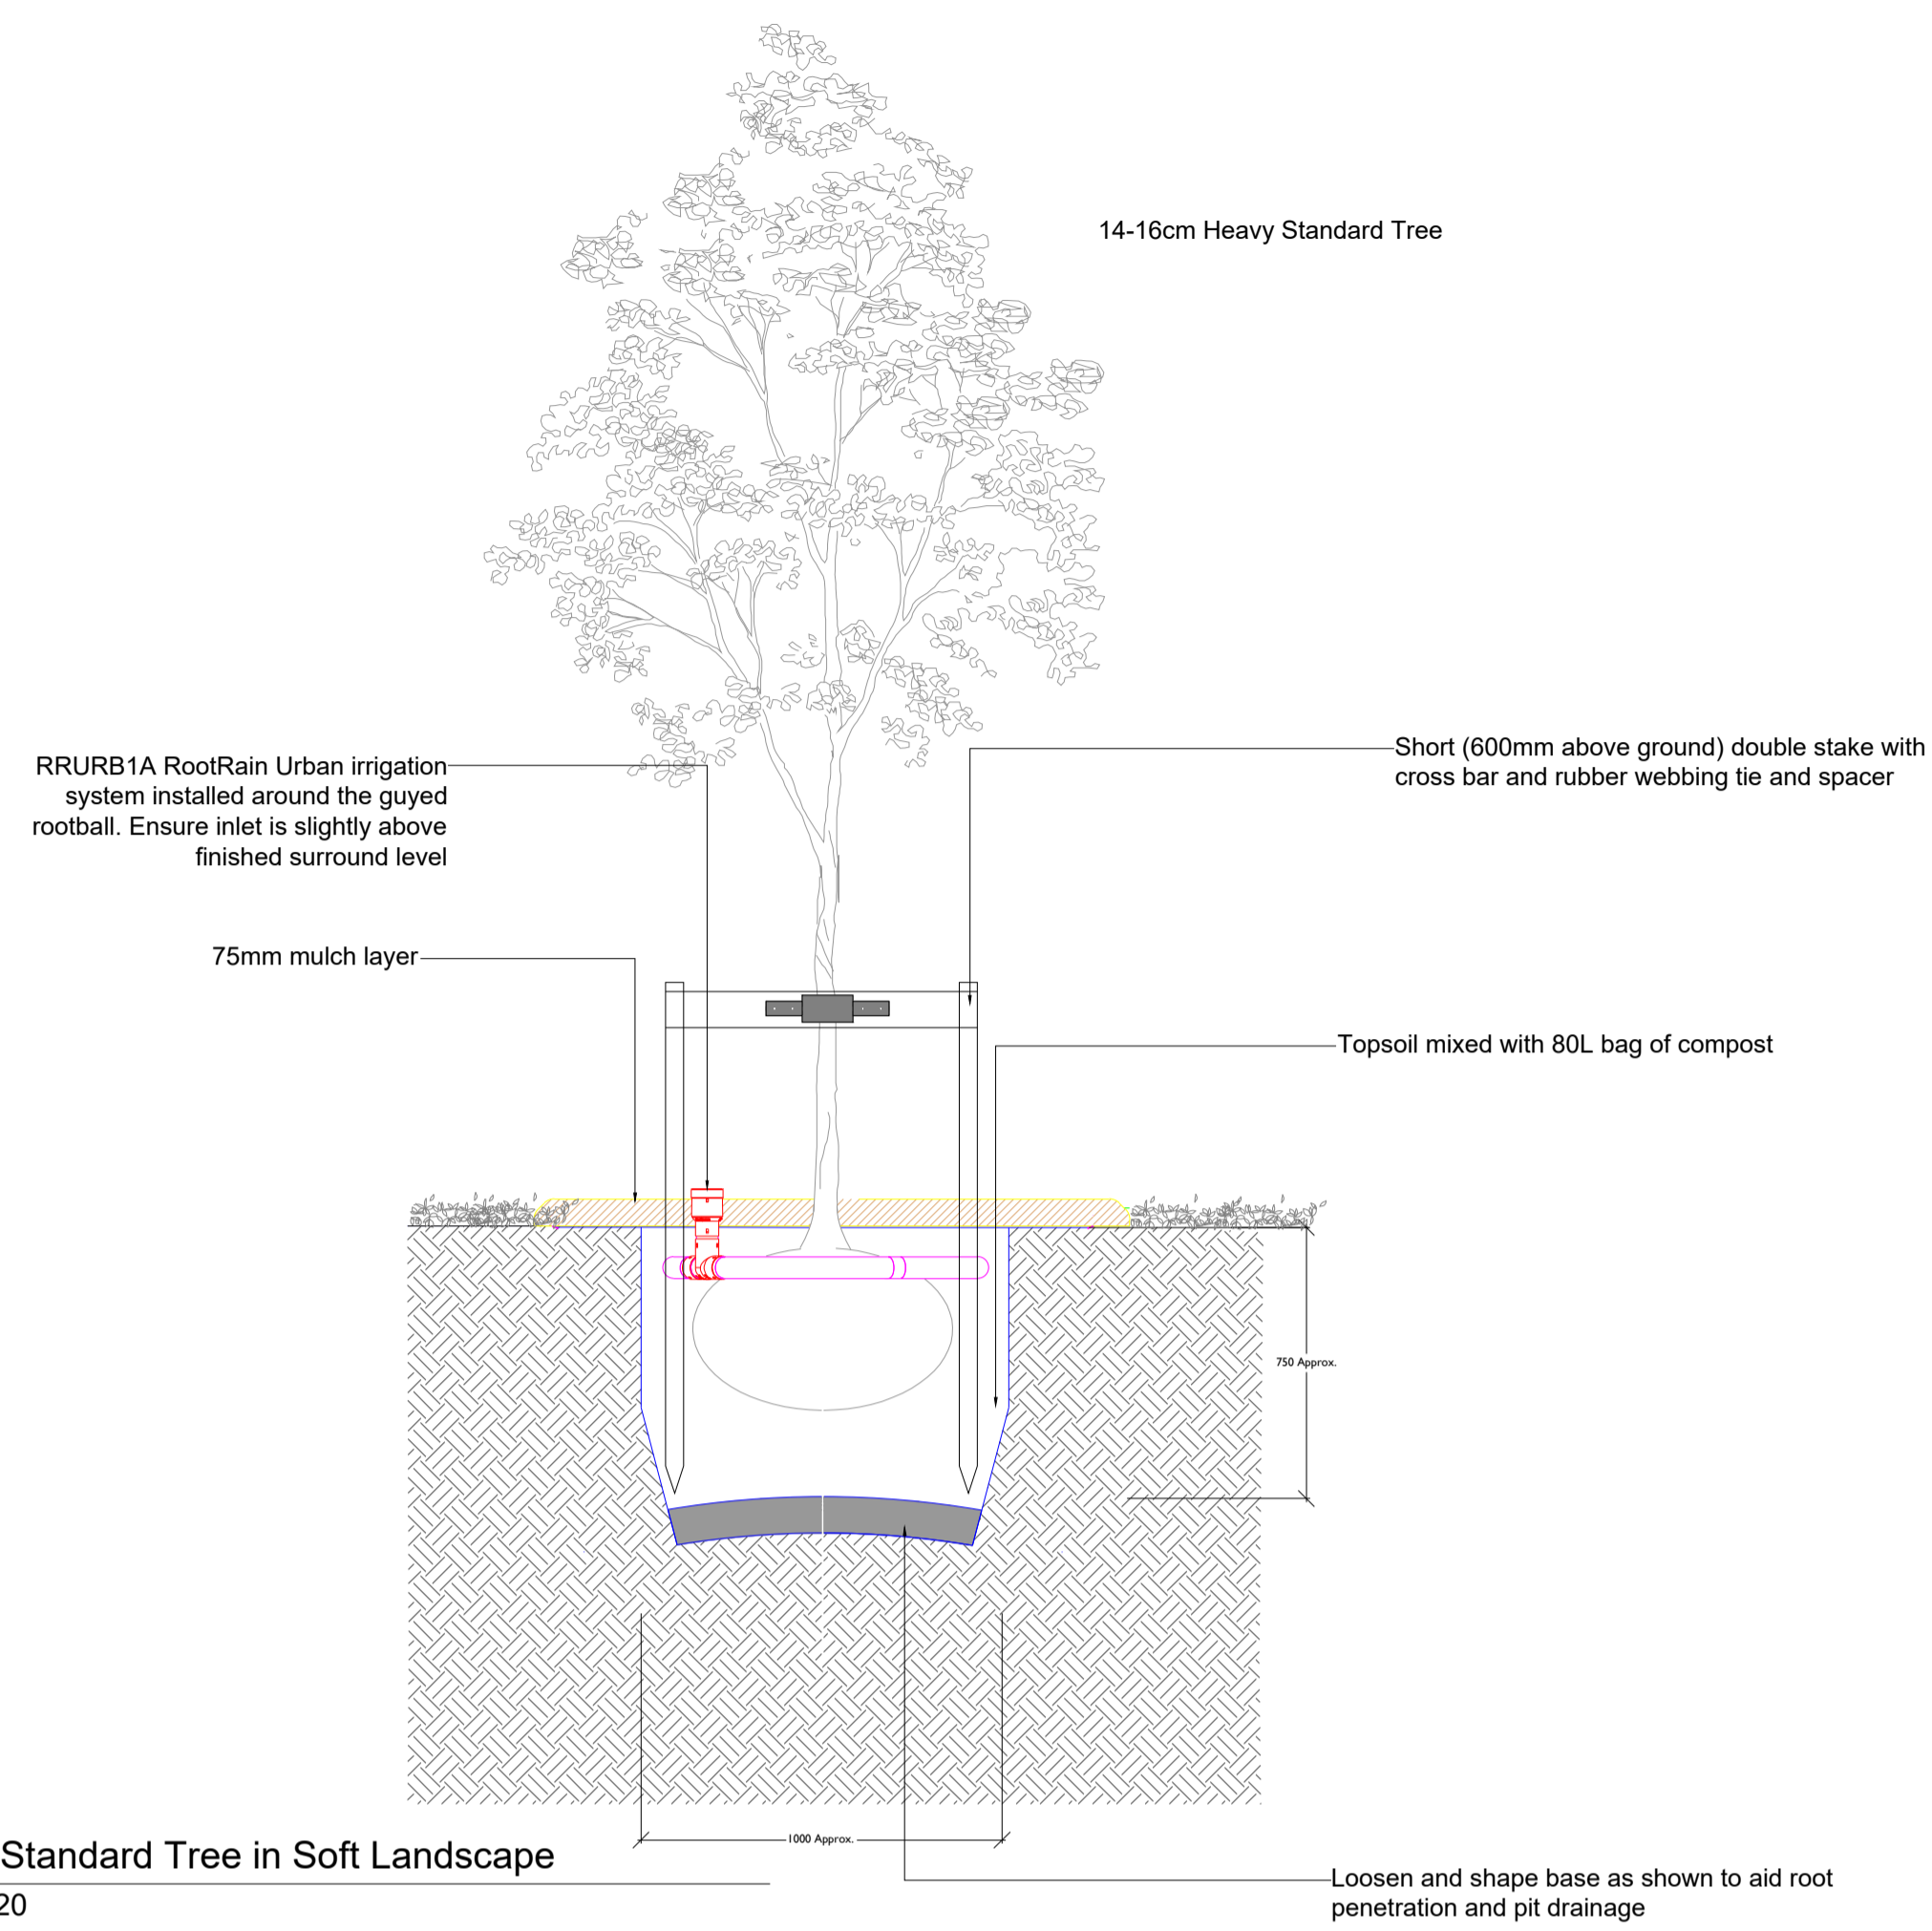 14-16cm Heavy Standard Tree
RRURB1A RootRain Urban irrigation
system installed around the guyed
rootball. Ensure inlet is slightly above
finished surround level
Short (600mm above ground) double stake with
cross bar and rubber webbing tie and spacer
75mm mulch layer
Topsoil mixed with 80L bag of compost
750 Approx.
1000 Approx.
Standard Tree in Soft Landscape
20
Loosen and shape base as shown to aid root
penetration and pit drainage